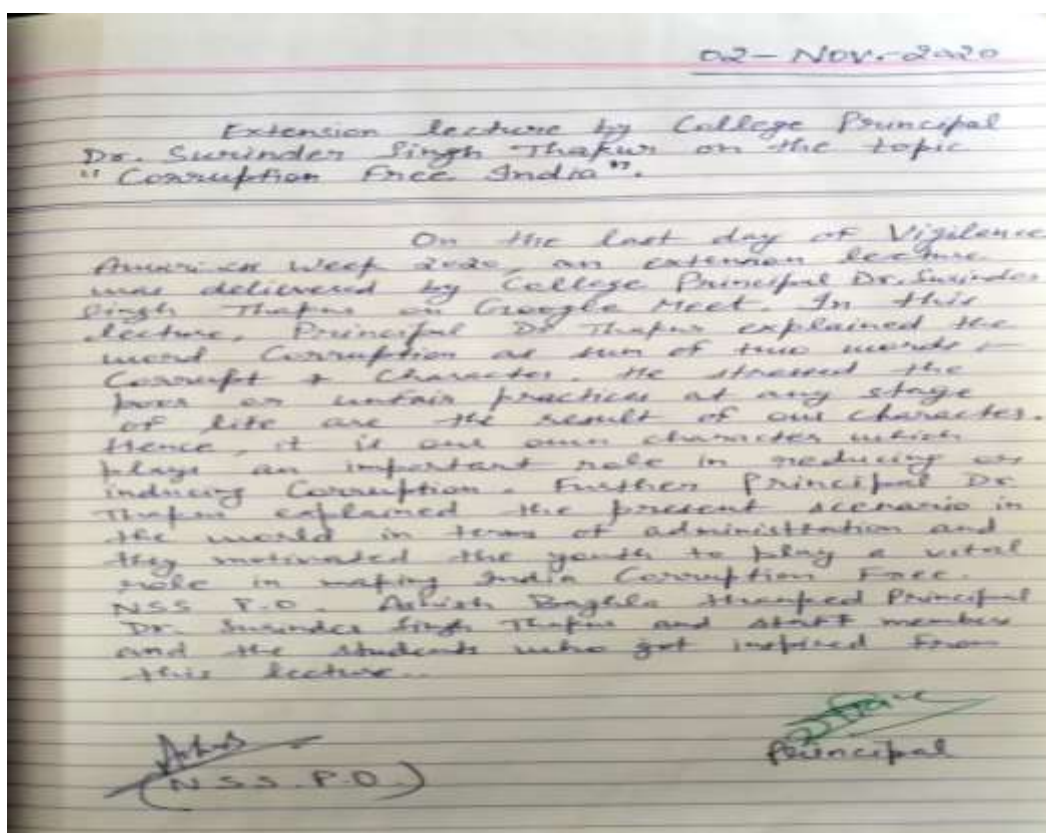 02-Nov.-2020
Extension lecture by College Principal
Dr. Surinder Singh Thakur on the topic
"Corruption Free India".
On the last day of Vigilence
Week 2020, an extension lecture
was delivered by College Principal Dr. Surinder
Singh Thakur on Google Meet. In this
lecture, Principal Dr Thakur explained the
word Corruption as sum of two words -
Corrupt + Character. He stressed the
or unfair practices at any stage
of life are the result of our character.
Hence, it is our own character which
plays an important role in reducing or
inducing Corruption. Further Principal Dr
Thakur explained the present scenario in
the world in terms of administration and
they motivated the youth to play a vital
role in making India Corruption Free.
NSS P.O. Ashish Baghla thanked Principal
Dr. Surinder Singh Thakur and staff members
and the students who got inspired from
this lecture..
Principal
(NSS. P.O)